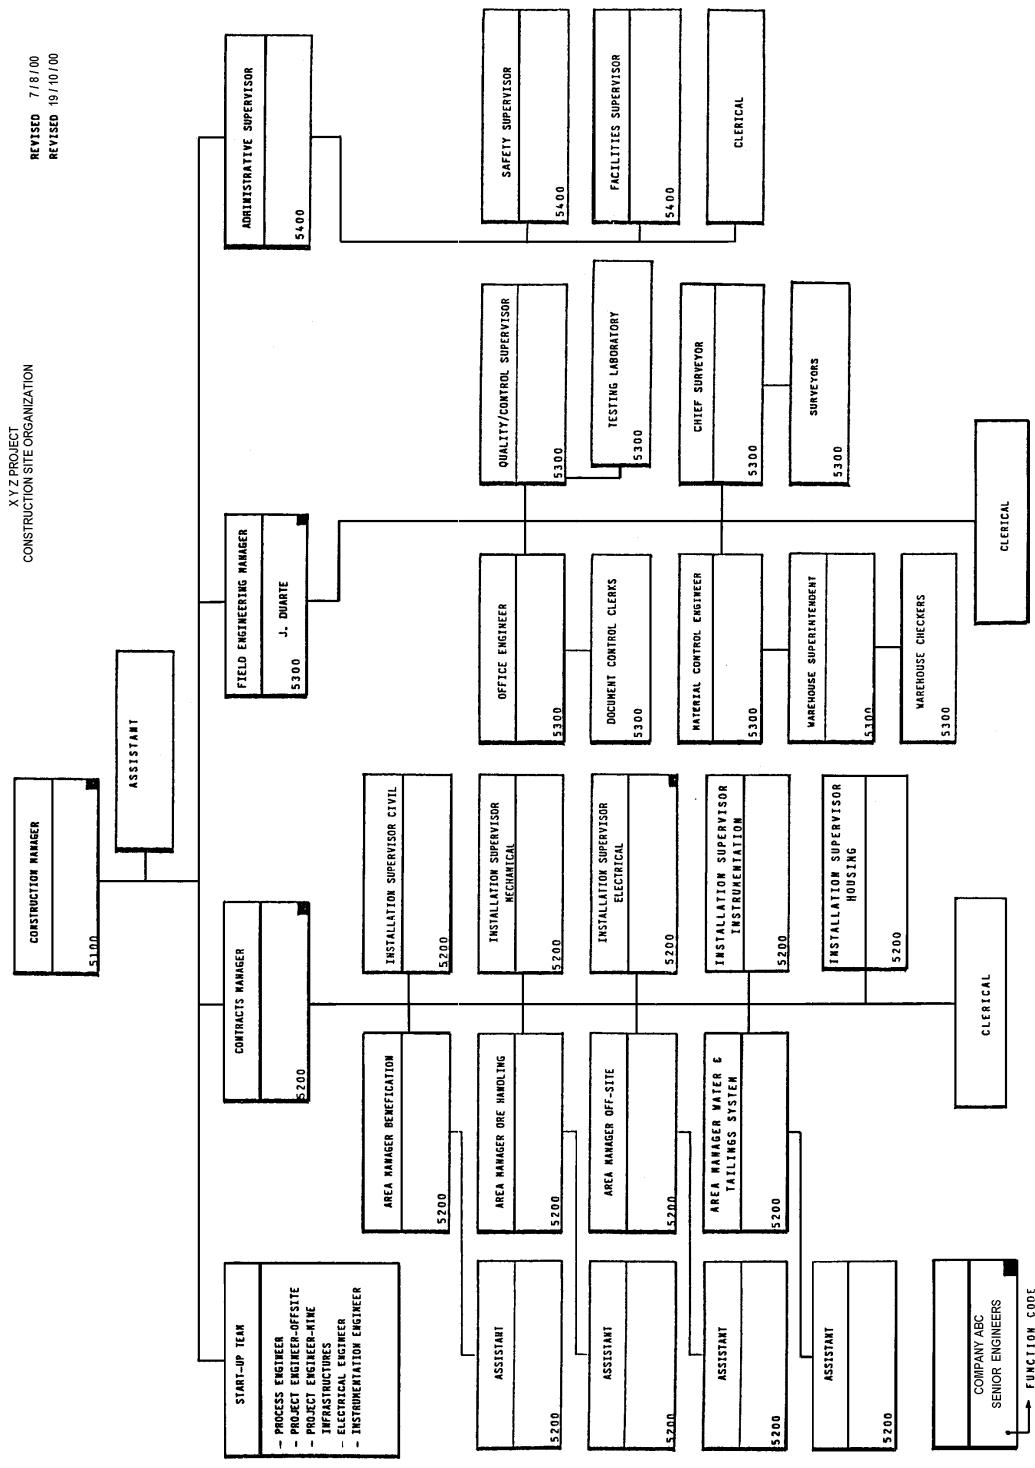 X Y Z PROJECT
CONSTRUCTION SITE ORGANIZATION
REVISED 7/8/00
REVISED 19/10/00
CONSTRUCTION MANAGER
5100
ASSISTANT
START-UP TEAM
- PROCESS ENGINEER
- PROJECT ENGINEER-OFFSITE
- PROJECT ENGINEER-MINE
INFRASTRUCTURES
- ELECTRICAL ENGINEER
- INSTRUMENTATION ENGINEER
CONTRACTS MANAGER
5200
FIELD ENGINEERING MANAGER
J. DUARTE
5300
ADMINISTRATIVE SUPERVISOR
5400
AREA MANAGER BENEFICATION
5200
INSTALLATION SUPERVISOR CIVIL
5200
ASSISTANT
5200
AREA MANAGER ORE HANDLING
5200
INSTALLATION SUPERVISOR
MECHANICAL
5200
ASSISTANT
5200
AREA MANAGER OFF-SITE
5200
INSTALLATION SUPERVISOR
ELECTRICAL
5200
ASSISTANT
5200
AREA MANAGER WATER &
TAILINGS SYSTEM
5200
INSTALLATION SUPERVISOR
INSTRUMENTATION
5200
ASSISTANT
5200
INSTALLATION SUPERVISOR
HOUSING
5200
CLERICAL
OFFICE ENGINEER
5300
QUALITY/CONTROL SUPERVISOR
5300
DOCUMENT CONTROL CLERKS
5300
TESTING LABORATORY
5300
MATERIAL CONTROL ENGINEER
5300
CHIEF SURVEYOR
5300
WAREHOUSE SUPERINTENDENT
5300
SURVEYORS
5300
WAREHOUSE CHECKERS
5300
CLERICAL
SAFETY SUPERVISOR
5400
FACILITIES SUPERVISOR
5400
CLERICAL
COMPANY ABC
SENIOR ENGINEERS
FUNCTION CODE